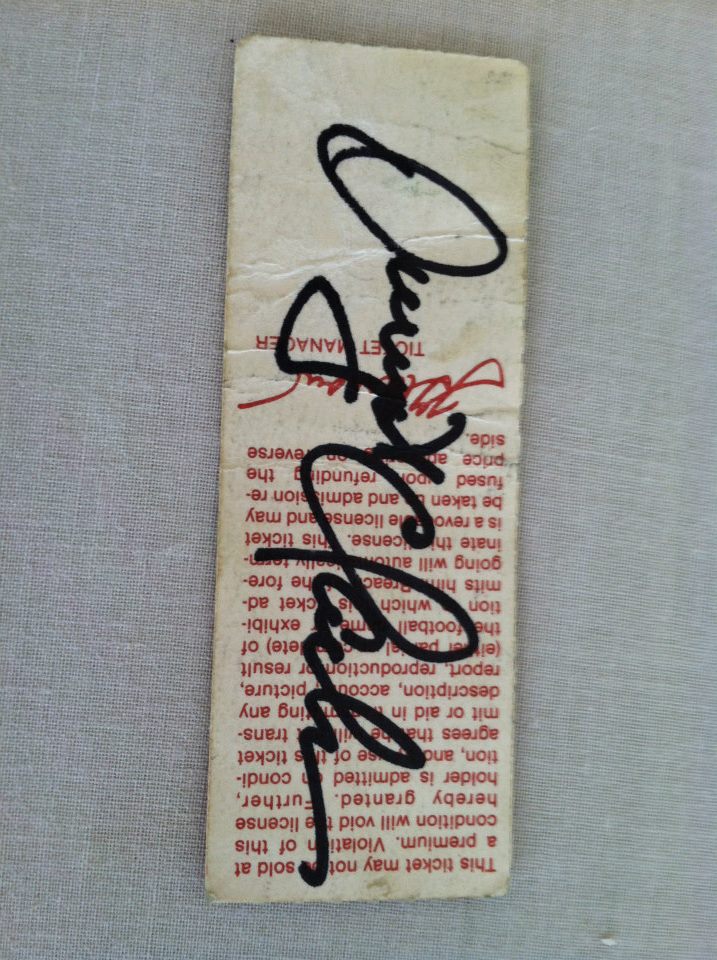 This ticket may not be sold at
a premium. Violation of this
condition will void the license
hereby granted. Further,
holder is admitted on condi-
tion, and by use of this ticket
agrees that he will not trans-
mit or aid in transmitting any
description, account, picture,
report, reproduction or result
(either partial or complete) of
the football game or exhibi-
tion to which this ticket ad-
mits him. Breach of the fore-
going will automatically term-
inate this license. This ticket
is a revocable license and may
be taken up and admission re-
fused upon refunding the
price appearing on reverse
side.
TICKET MANAGER